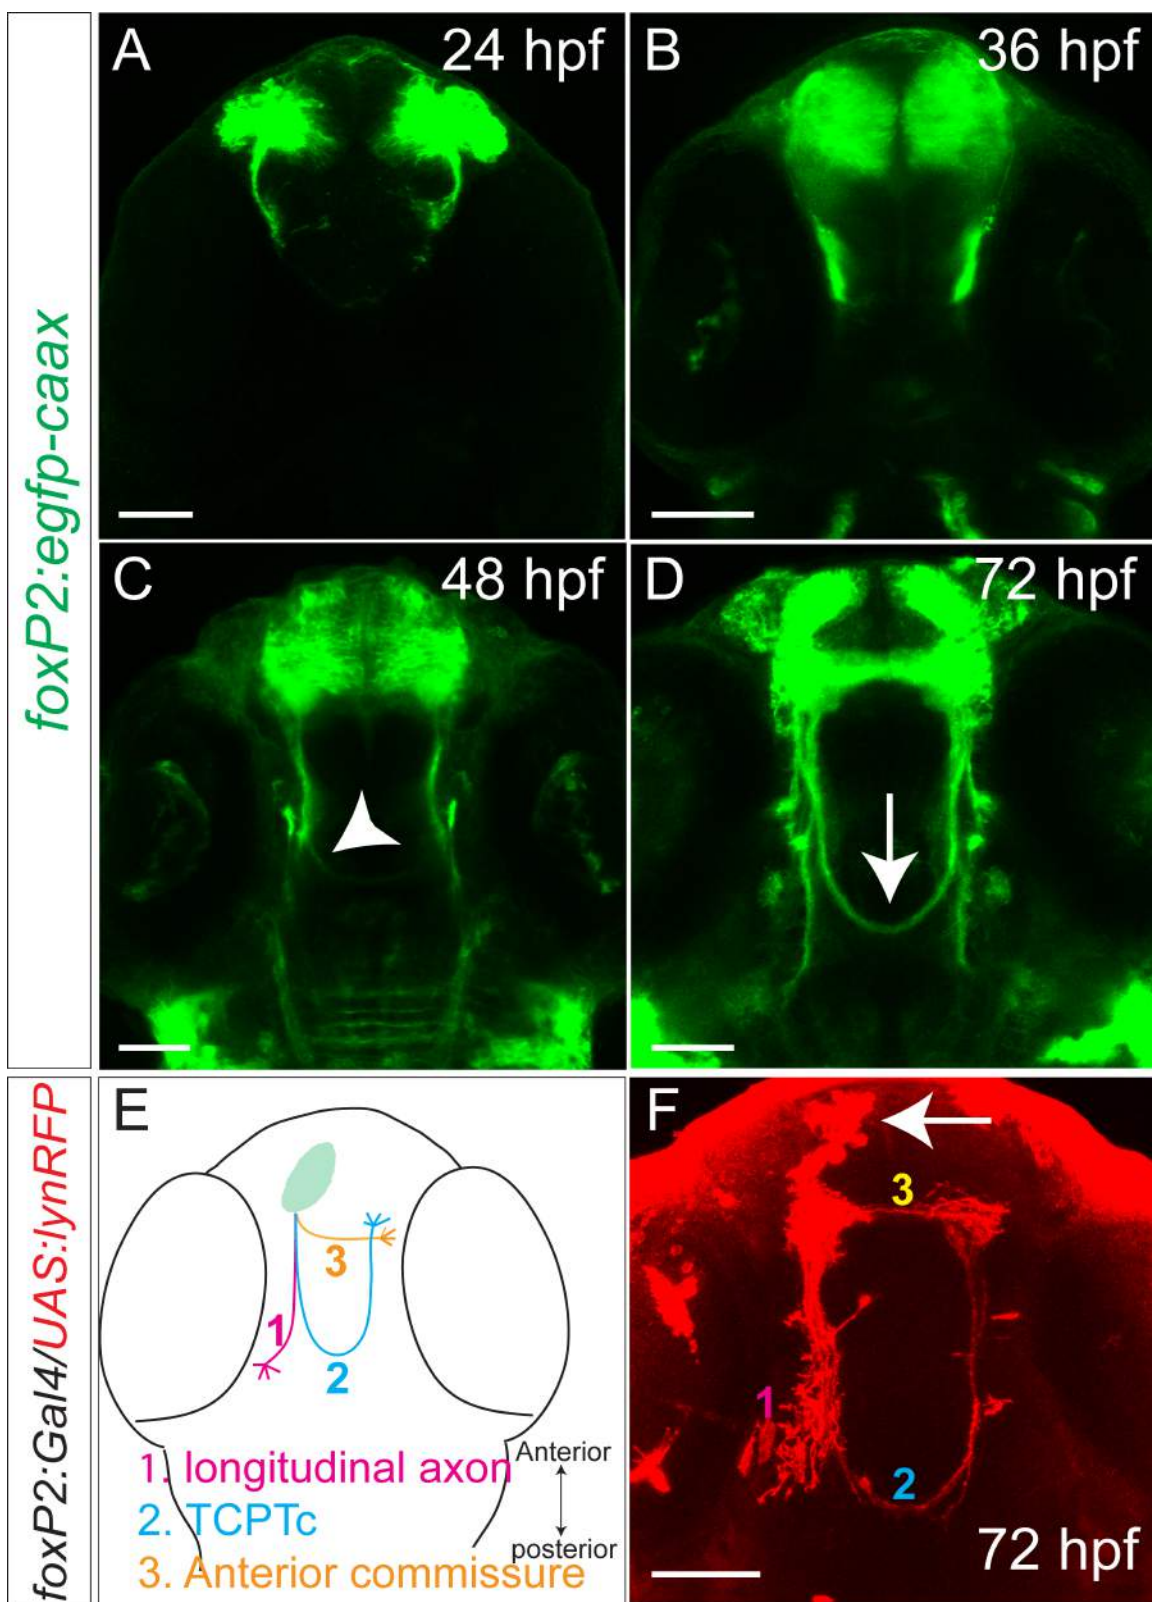 foxP2:egfp-caax
A 24 hpf
B 36 hpf
C 48 hpf
D 72 hpf
foxP2:Gal4/UAS:lynRFP
E
3
1
2
1. longitudinal axon
2. TCPTc
3. Anterior commissure
Anterior
posterior
F
3
1
2
72 hpf